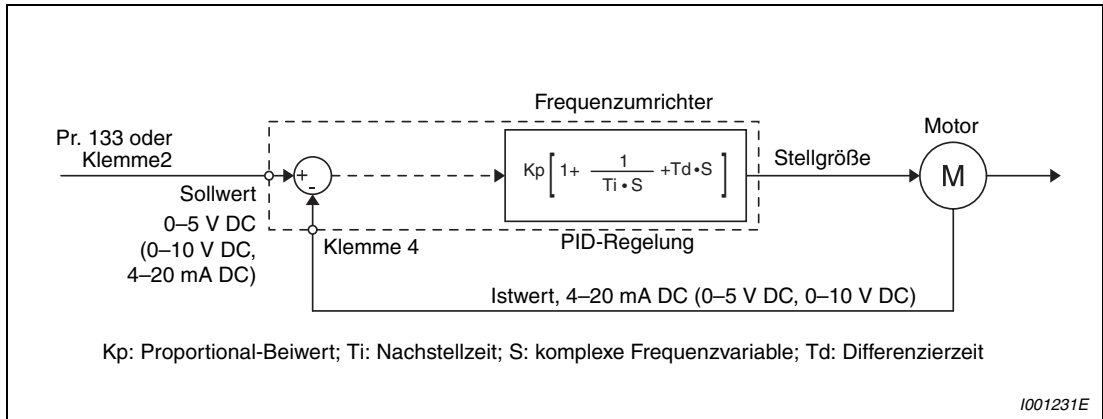 Frequenzumrichter
Pr. 133 oder
Klemme2
Motor
Kp[1+ 1/(Ti•S) +Td•S]
Stellgröße
M
+
-
Sollwert
0–5 V DC
(0–10 V DC,
4–20 mA DC)
Klemme 4
PID-Regelung
Istwert, 4–20 mA DC (0–5 V DC, 0–10 V DC)
Kp: Proportional-Beiwert; Ti: Nachstellzeit; S: komplexe Frequenzvariable; Td: Differenzierzeit
I001231E